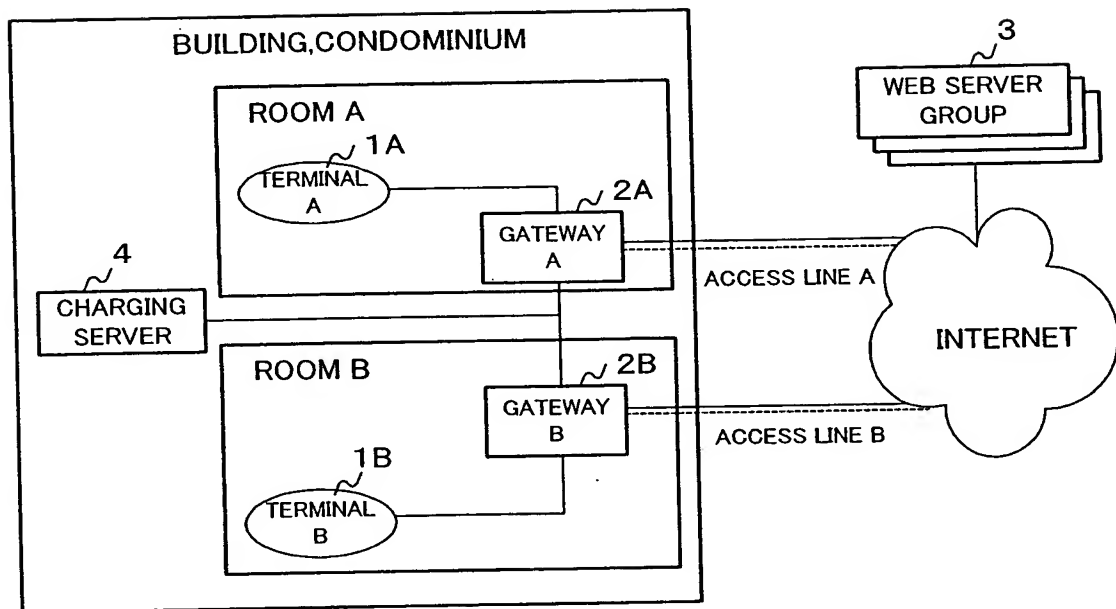 BUILDING,CONDOMINIUM
3
WEB SERVER
GROUP
ROOM A
1A
TERMINAL
A
2A
GATEWAY
A
ACCESS LINE A
4
CHARGING
SERVER
INTERNET
ROOM B
2B
GATEWAY
B
ACCESS LINE B
1B
TERMINAL
B